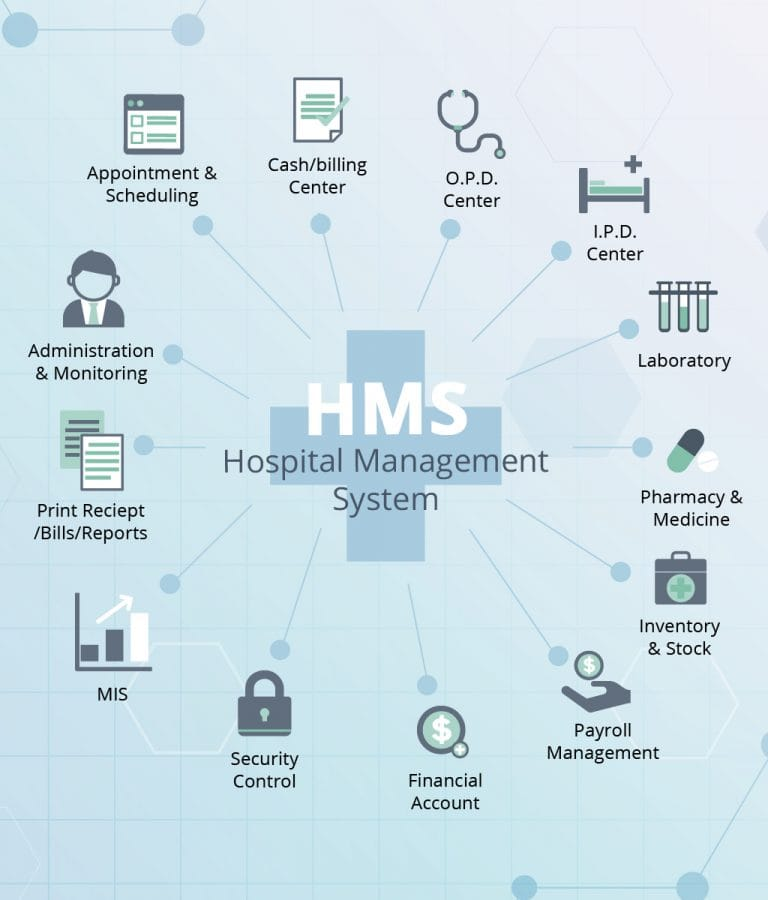 Appointment &
Scheduling
Cash/billing
Center
O.P.D.
Center
I.P.D.
Center
Administration
& Monitoring
Laboratory
HMS
Hospital Management
System
Print Reciept
/Bills/Reports
Pharmacy &
Medicine
Inventory
& Stock
MIS
Security
Control
$
Financial
Account
$
Payroll
Management